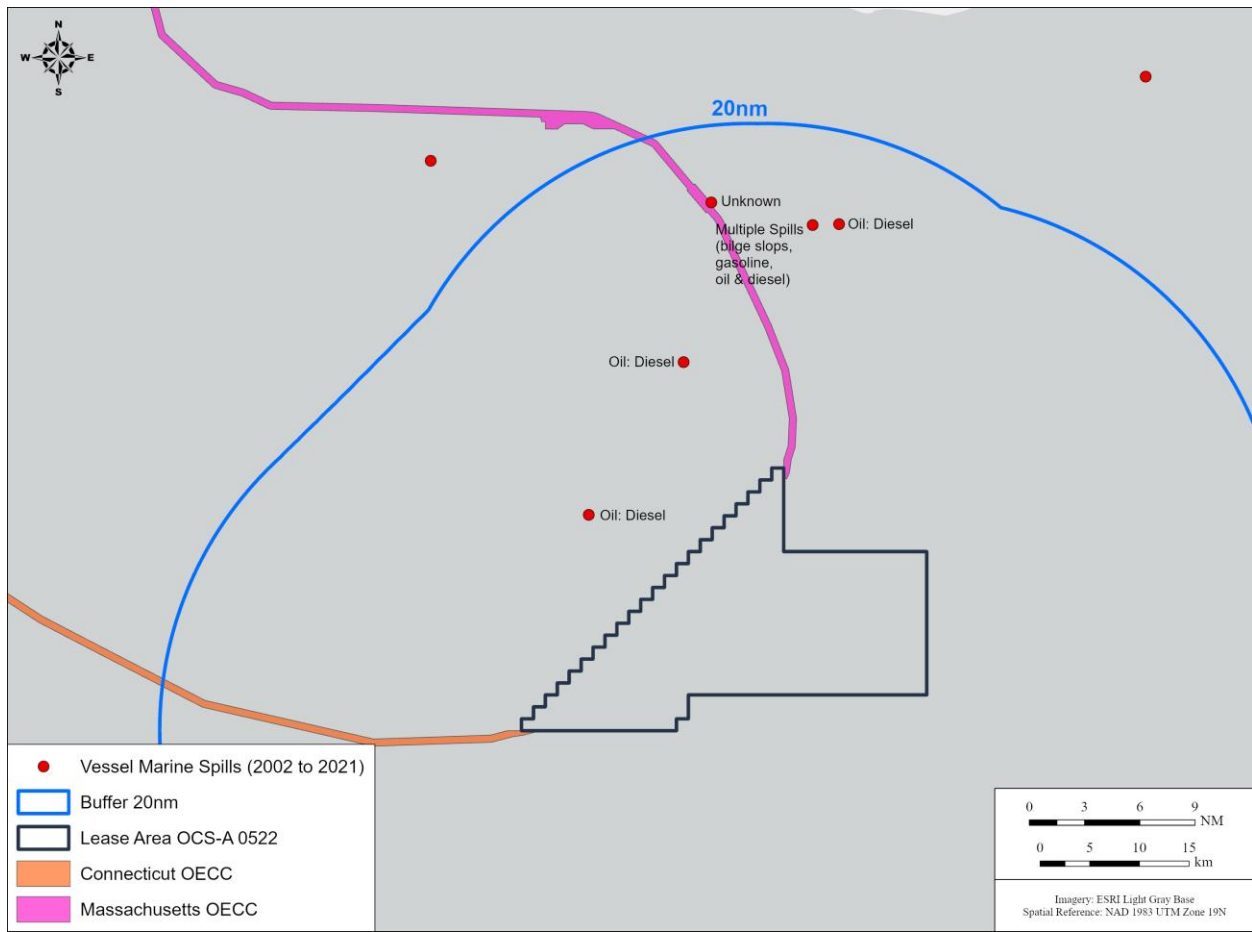 N
W E
S
20nm
Unknown
Multiple Spills
(bilge slops,
gasoline,
oil & diesel)
Oil: Diesel
Oil: Diesel
Oil: Diesel
Vessel Marine Spills (2002 to 2021)
Buffer 20nm
Lease Area OCS-A 0522
Connecticut OECC
Massachusetts OECC
0 3 6 9
NM
0 5 10 15
km
Imagery: ESRI Light Gray Base
Spatial Reference: NAD 1983 UTM Zone 19N